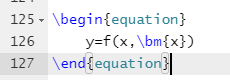 125 \begin{equation}
126 y=f(x,\bm{x})
127 \end{equation}